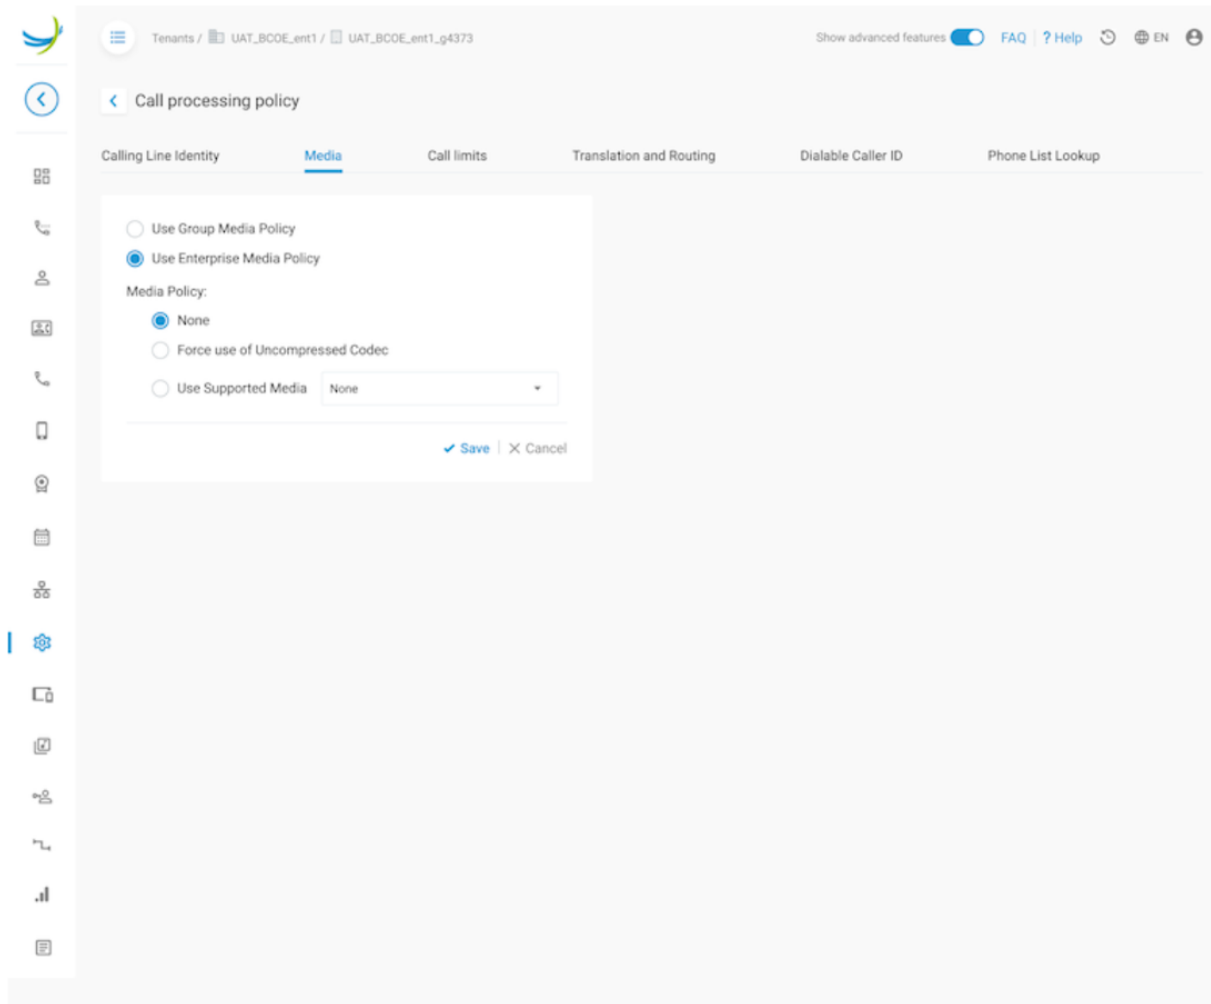 Tenants / UAT_BCOE_ent1 / UAT_BCOE_ent1_g4373 Show advanced features FAQ ? Help EN
Call processing policy
Calling Line Identity Media Call limits Translation and Routing Dialable Caller ID Phone List Lookup
Use Group Media Policy
Use Enterprise Media Policy
Media Policy:
None
Force use of Uncompressed Codec
Use Supported Media None
Save Cancel